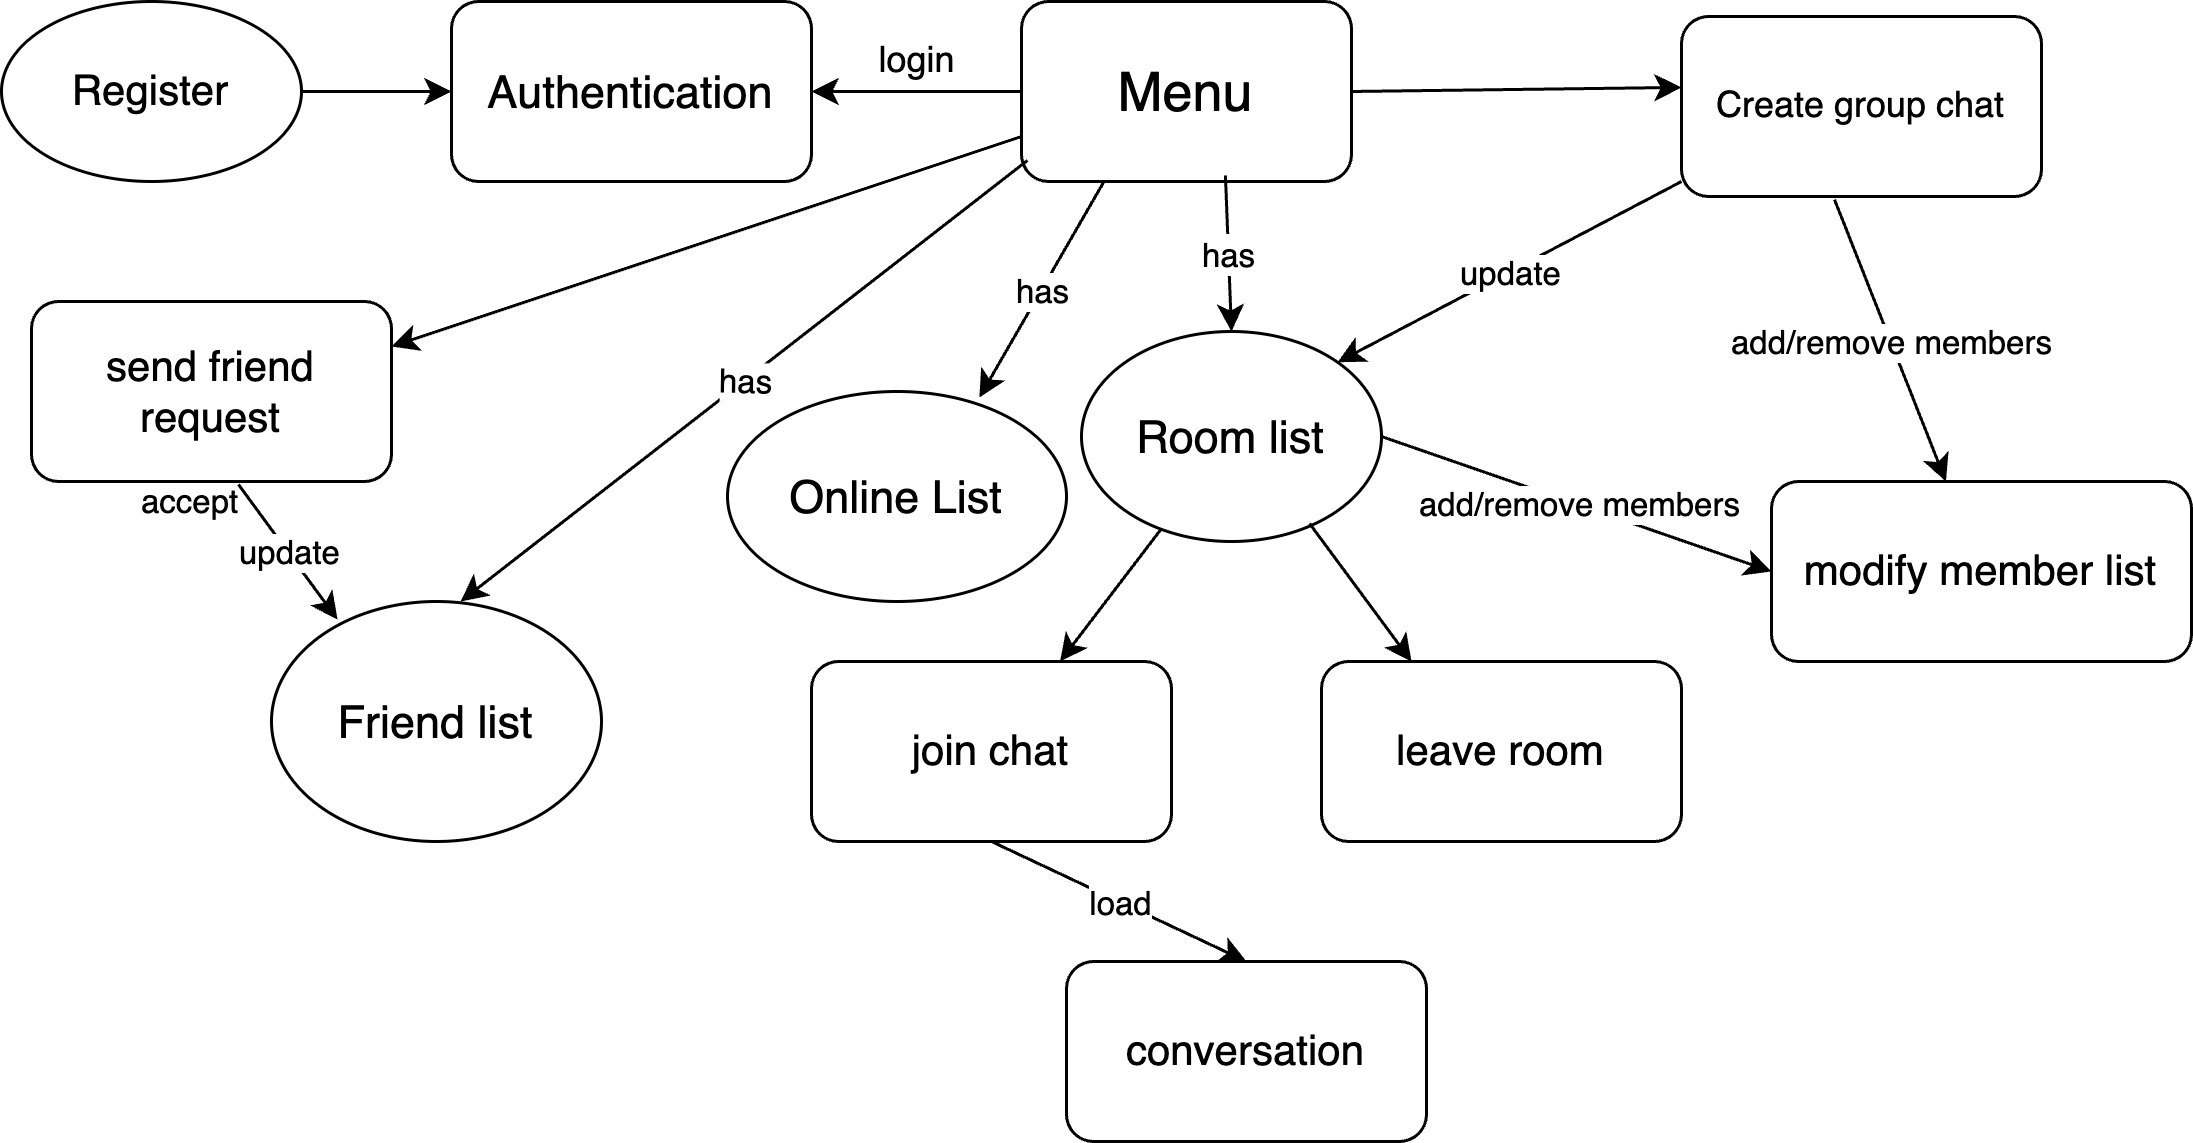 Register
Authentication
login
Menu
Create group chat
has
update
has
add/remove members
send friend
request
has
Room list
Online List
accept
add/remove members
update
modify member list
Friend list
join chat
leave room
load
conversation